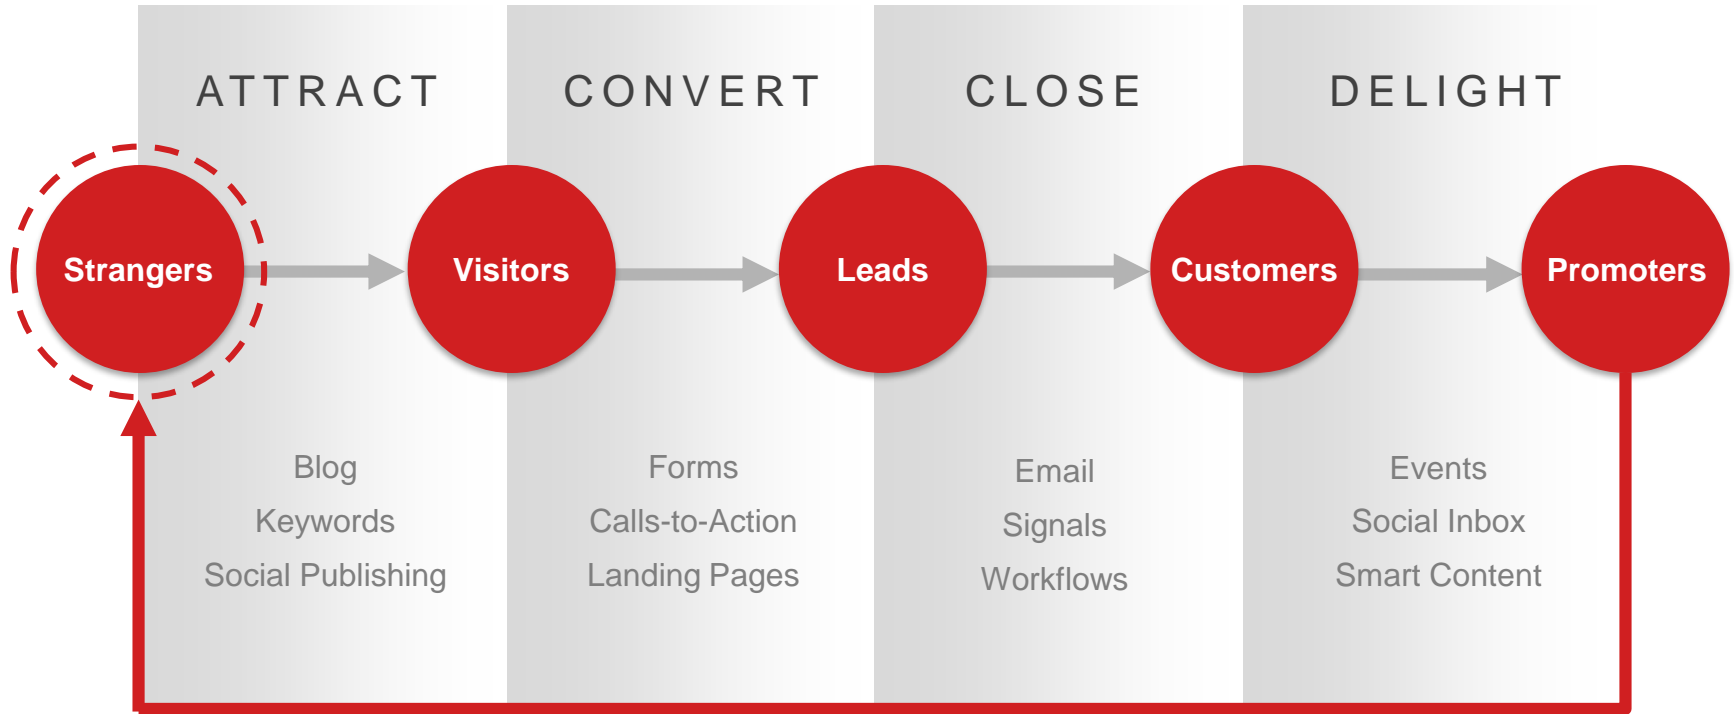 ATTRACT
CONVERT
CLOSE
DELIGHT
Strangers
Visitors
Leads
Customers
Promoters
Blog
Keywords
Social Publishing
Forms
Calls-to-Action
Landing Pages
Email
Signals
Workflows
Events
Social Inbox
Smart Content